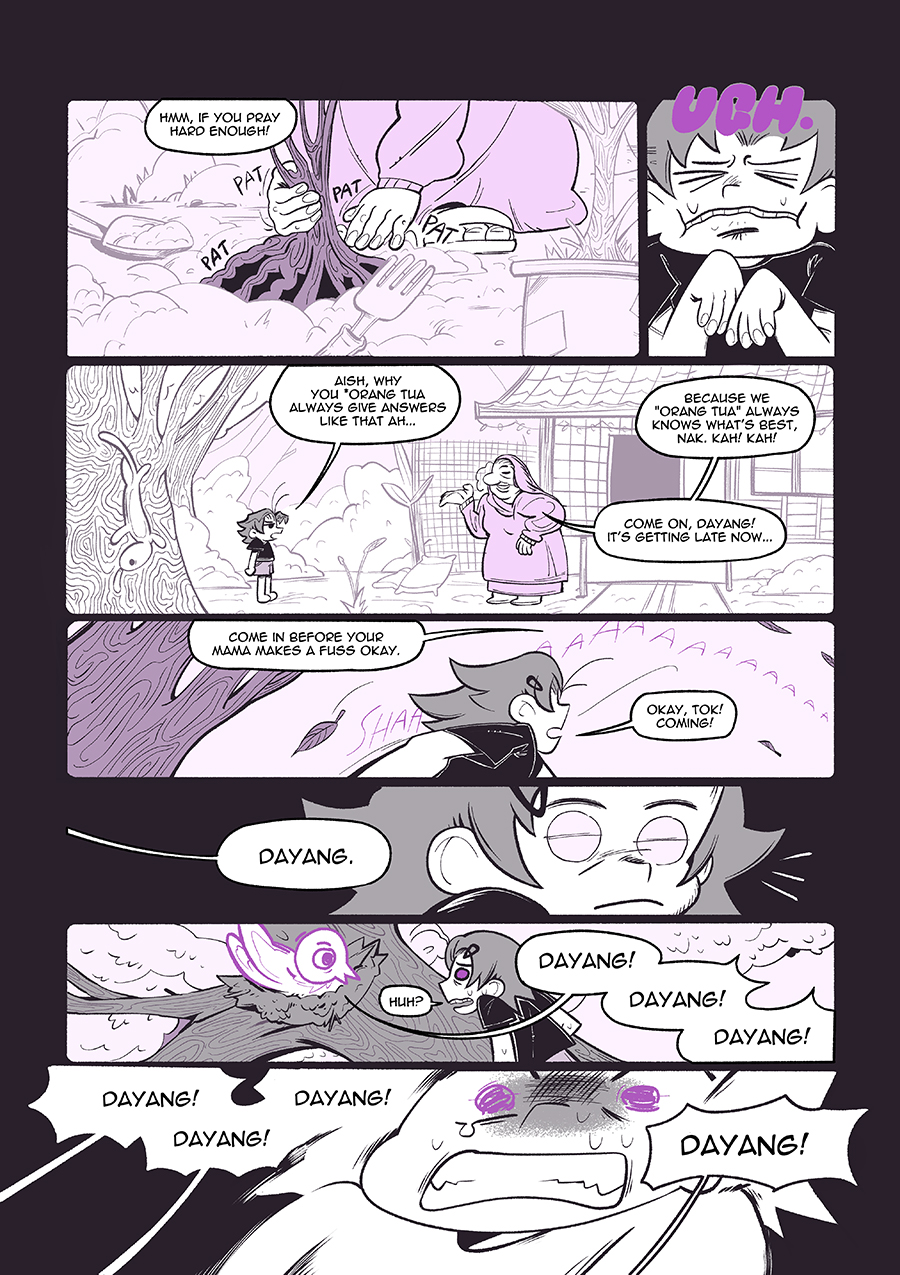 HMM, IF YOU PRAY
HARD ENOUGH!
PAT
PAT
PAT
PAT
UGH.
AISH, WHY
YOU "ORANG TUA
ALWAYS GIVE ANSWERS
LIKE THAT AH...
BECAUSE WE
"ORANG TUA" ALWAYS
KNOWS WHAT'S BEST,
NAK. KAH! KAH!
COME ON, DAYANG!
IT'S GETTING LATE NOW...
COME IN BEFORE YOUR
MAMA MAKES A FUSS OKAY.
SHAAAAAAAAAAAAAAA
OKAY, TOK!
COMING!
DAYANG.
HUH?
DAYANG!
DAYANG!
DAYANG!
DAYANG!
DAYANG!
DAYANG!
DAYANG!